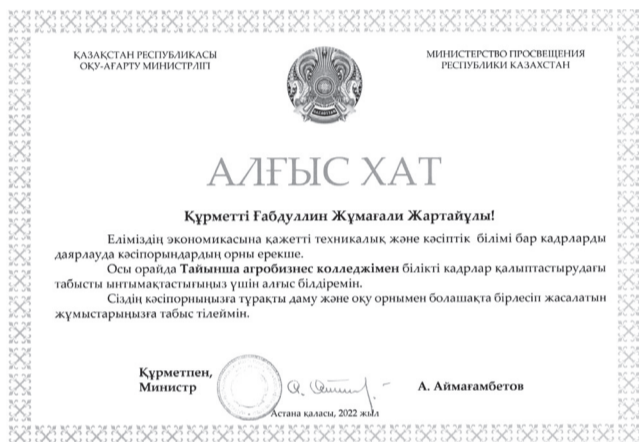 ҚАЗАҚСТАН РЕСПУБЛИКАСЫ
ОҚУ-АҒАРТУ МИНИСТРЛІГІ
МИНИСТЕРСТВО ПРОСВЕЩЕНИЯ
РЕСПУБЛИКИ КАЗАХСТАН
АЛҒЫС ХАТ
Құрметті Ғабдуллин Жұмағали Жартайұлы!
Еліміздің экономикасына қажетті техникалық және кәсіптік білімі бар кадрларды
даярлауда кәсіпорындардың орны ерекше.
Осы орайда Тайынша агробизнес колледжімен білікті кадрлар қалыптастырудағы
табысты ынтымақтастығыңыз үшін алғыс білдіремін.
Сіздің кәсіпорныңызға тұрақты даму және оқу орнымен болашақта бірлесіп жасалатын
жұмыстарыңызға табыс тілеймін.
Құрметпен,
Министр
А. Аймағамбетов
Астана қаласы, 2022 жыл